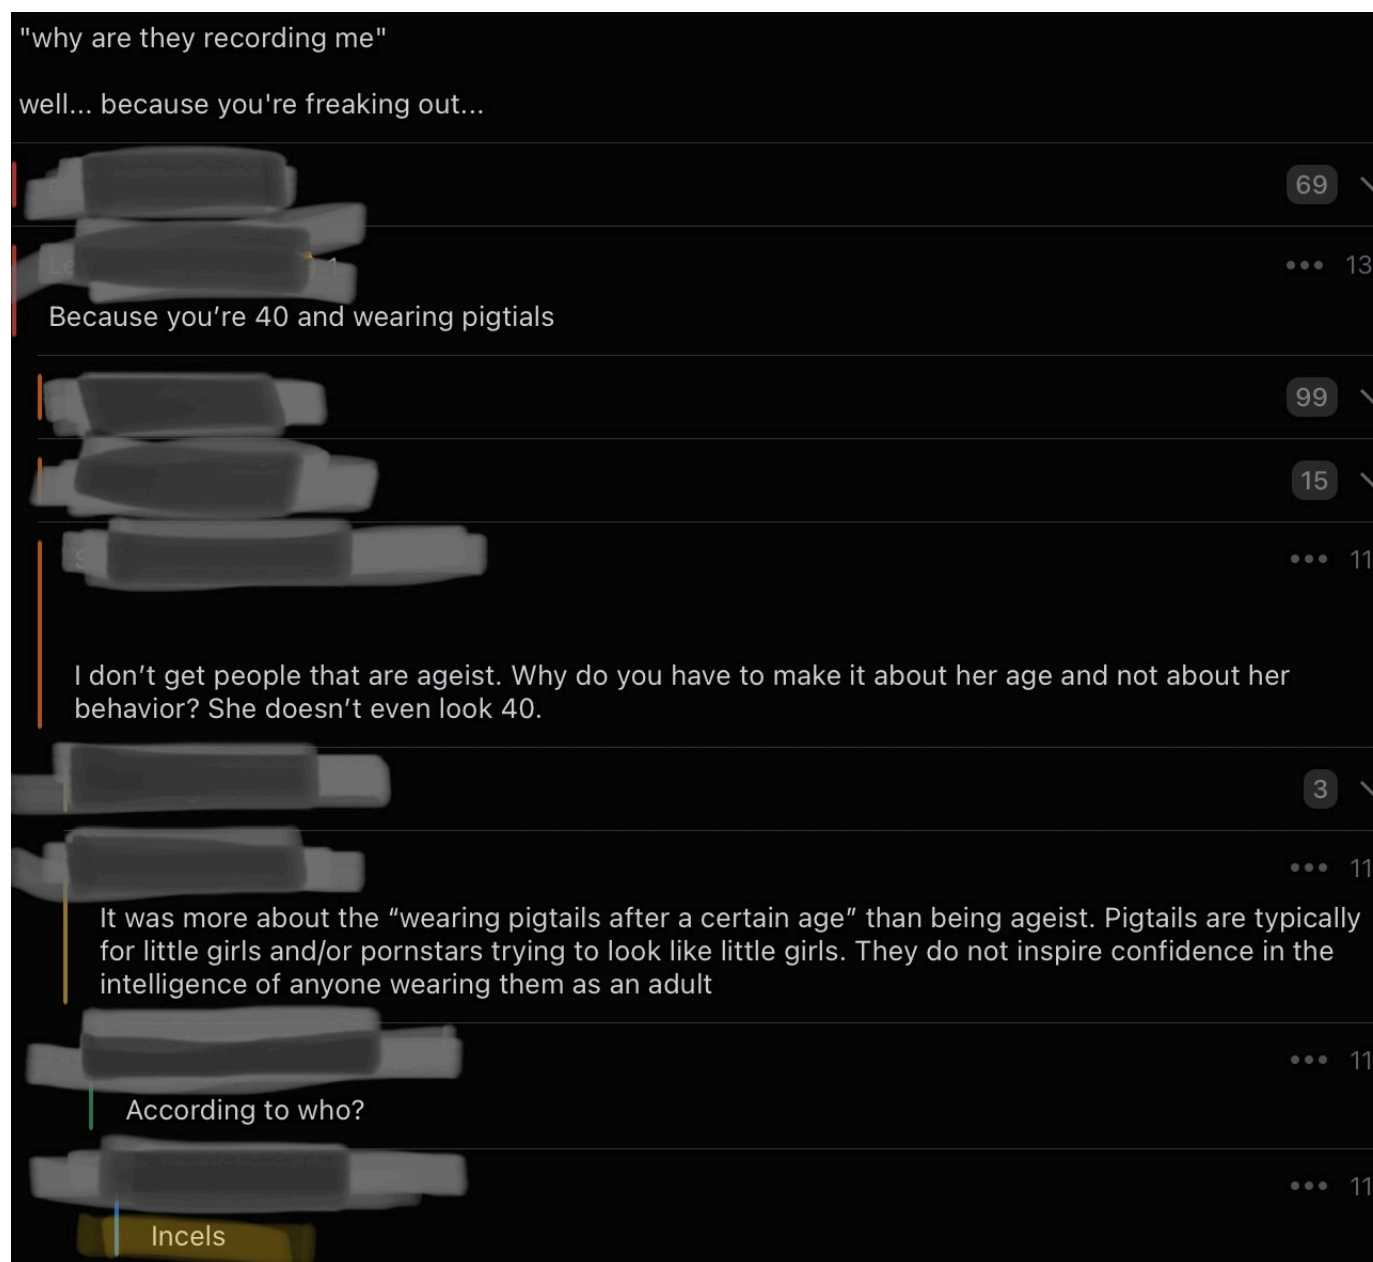 "why are they recording me"
well... because you're freaking out...
69
13
Because you’re 40 and wearing pigtials
99
15
11
I don’t get people that are ageist. Why do you have to make it about her age and not about her
behavior? She doesn’t even look 40.
3
11
It was more about the “wearing pigtails after a certain age” than being ageist. Pigtails are typically
for little girls and/or pornstars trying to look like little girls. They do not inspire confidence in the
intelligence of anyone wearing them as an adult
11
According to who?
11
Incels